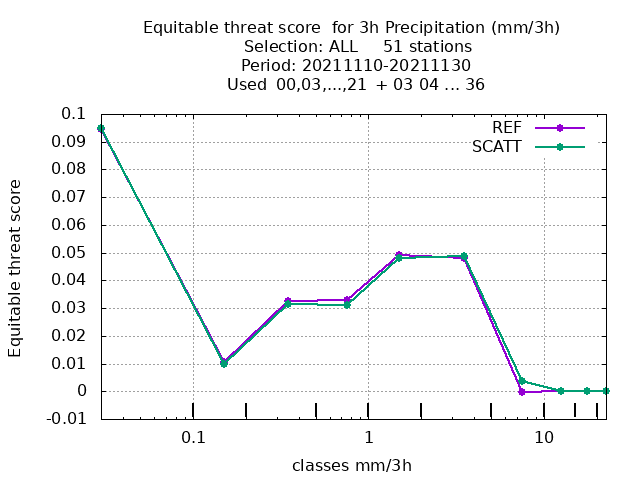 Equitable threat score  for 3h Precipitation (mm/3h)
Selection: ALL     51 stations
Period: 20211110-20211130
Used  00,03,...,21  + 03 04 ... 36
REF
SCATT
0.1
0.09
0.08
0.07
0.06
0.05
0.04
0.03
0.02
0.01
0
-0.01
Equitable threat score
0.1
1
10
classes mm/3h